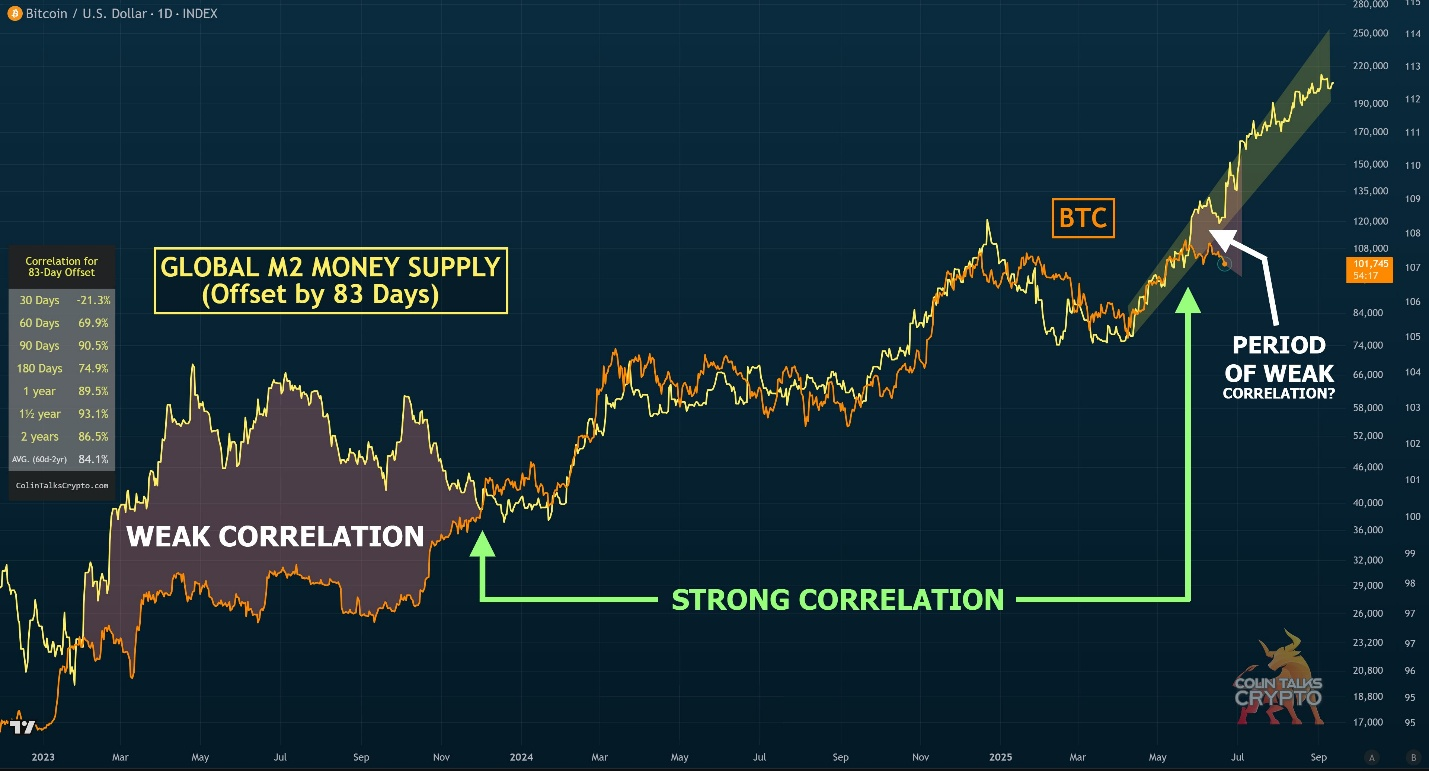 Bitcoin / U.S. Dollar · 1D · INDEX
Correlation for
83-Day Offset
30 Days -21.3%
60 Days 69.9%
90 Days 90.5%
180 Days 74.9%
1 year 89.5%
1½ year 93.1%
2 years 86.5%
AVG. (60d-2yr) 84.1%
ColinTalksCrypto.com
GLOBAL M2 MONEY SUPPLY
(Offset by 83 Days)
BTC
WEAK CORRELATION
STRONG CORRELATION
PERIOD
OF WEAK
CORRELATION?
COLIN TALKS
CRYPTO
280,000 115
250,000 114
220,000 113
190,000 112
170,000 111
150,000 110
135,000 109
120,000 108
108,000 107
101,745
54:17
106
84,000 105
74,000
66,000 104
58,000 103
52,000 102
46,000 101
40,000 100
36,000
32,000 99
29,000 98
26,000 97
23,200 97
20,800 96
18,800 95
17,000 95
2023 Mar May Jul Sep Nov 2024 Mar May Jul Sep Nov 2025 Mar May Jul Sep A B